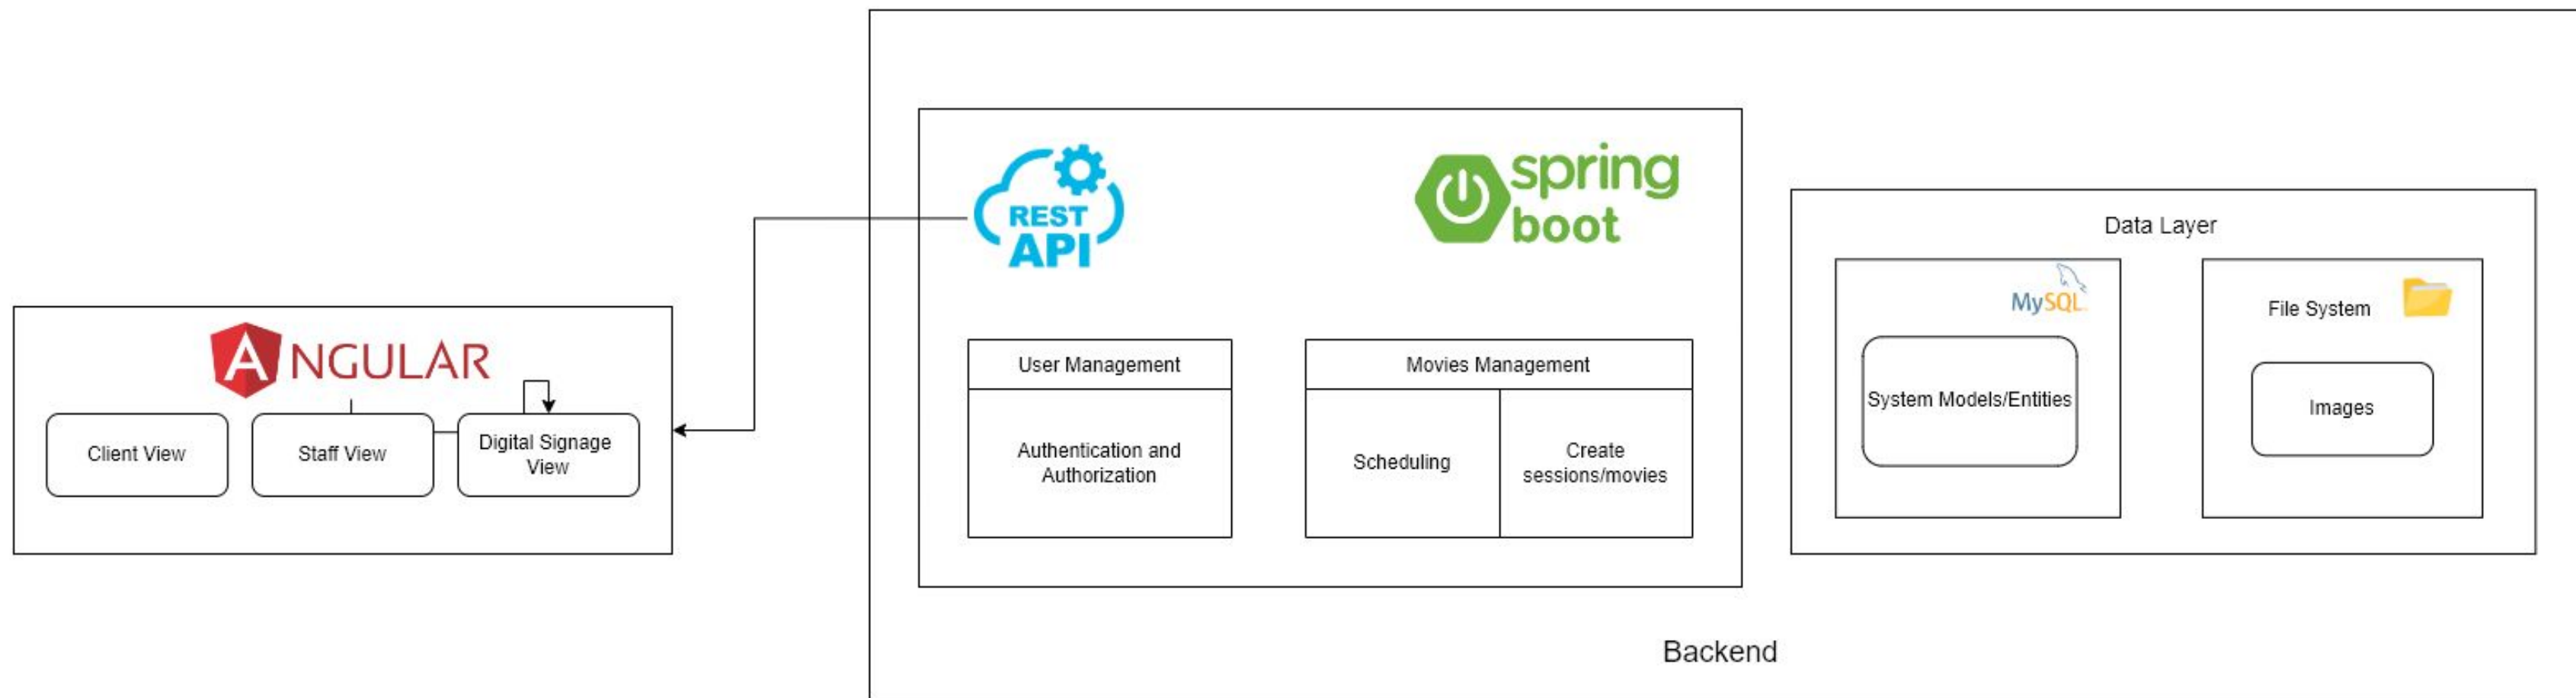 ANGULAR
Client View
Staff View
Digital Signage
View
REST
API
spring
boot
User Management
Authentication and
Authorization
Movies Management
Scheduling
Create
sessions/movies
Data Layer
MySQL
System Models/Entities
File System
Images
Backend